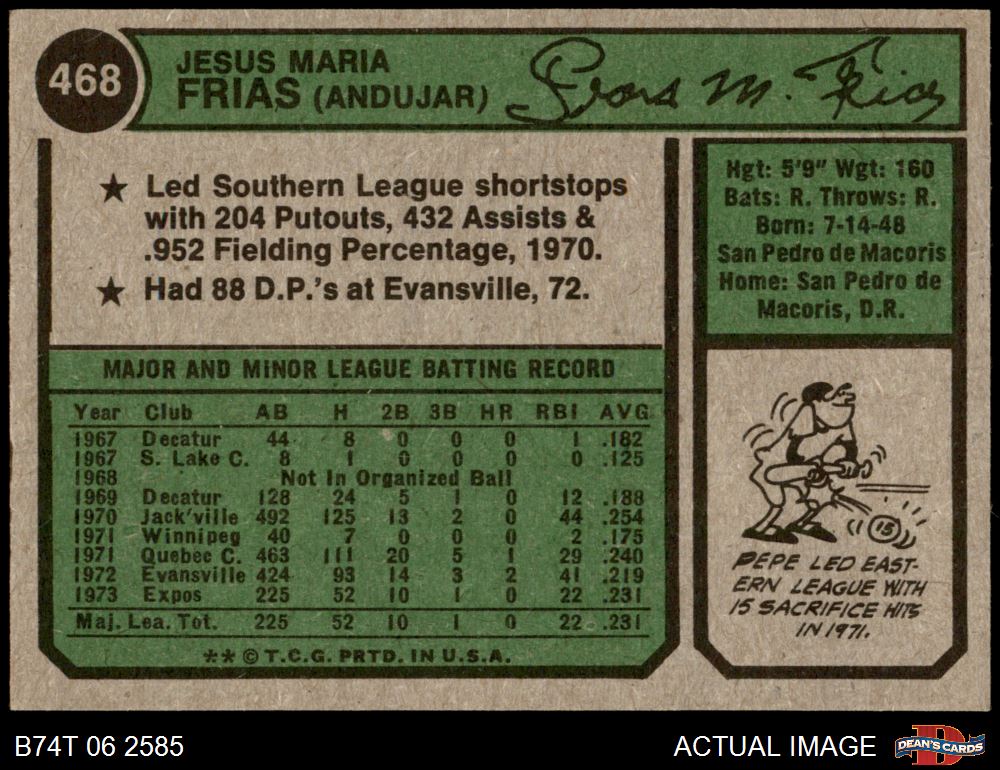 468
JESUS MARIA
FRIAS (ANDUJAR)
Jesus M. Frias
★ Led Southern League shortstops
with 204 Putouts, 432 Assists &
.952 Fielding Percentage, 1970.
★ Had 88 D.P.'s at Evansville, 72.
Hgt: 5'9" Wgt: 160
Bats: R. Throws: R.
Born: 7-14-48
San Pedro de Macoris
Home: San Pedro de
Macoris, D.R.
MAJOR AND MINOR LEAGUE BATTING RECORD
Year Club AB H 2B 3B HR RBI AVG
1967 Decatur 44 8 0 0 0 1 .182
1967 S. Lake C. 8 1 0 0 0 0 .125
1968 Not In Organized Ball
1969 Decatur 128 24 5 1 0 12 .188
1970 Jack'ville 492 125 13 2 0 44 .254
1971 Winnipeg 40 7 0 0 0 2 .175
1971 Quebec C. 463 111 20 5 1 29 .240
1972 Evansville 424 93 14 3 2 41 .219
1973 Expos 225 52 10 1 0 22 .231
Maj. Lea. Tot. 225 52 10 1 0 22 .231
** © T.C.G. PRTD. IN U.S.A.
15
PEPE LED EAST-
ERN LEAGUE WITH
15 SACRIFICE HITS
IN 1971.
B74T 06 2585
ACTUAL IMAGE
D
DEAN'S CARDS